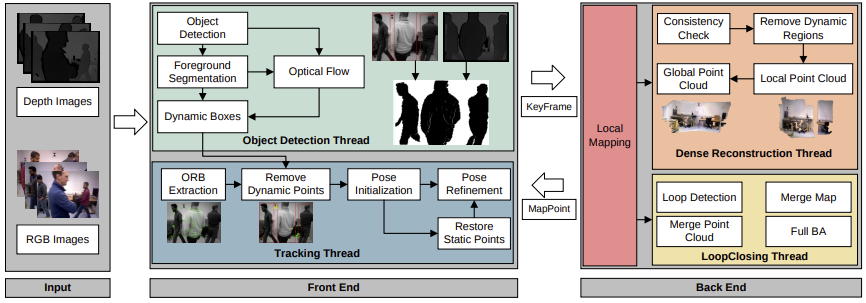 Depth Images
RGB Images
Input
Object
Detection
Foreground
Segmentation
Optical Flow
Dynamic Boxes
Object Detection Thread
ORB
Extraction
Remove
Dynamic Points
Pose
Initialization
Pose
Refinement
Restore
Static Points
Tracking Thread
Front End
KeyFrame
MapPoint
Local
Mapping
Consistency
Check
Remove Dynamic
Regions
Global Point
Cloud
Local Point Cloud
Dense Reconstruction Thread
Loop Detection
Merge Map
Merge Point
Cloud
Full BA
LoopClosing Thread
Back End